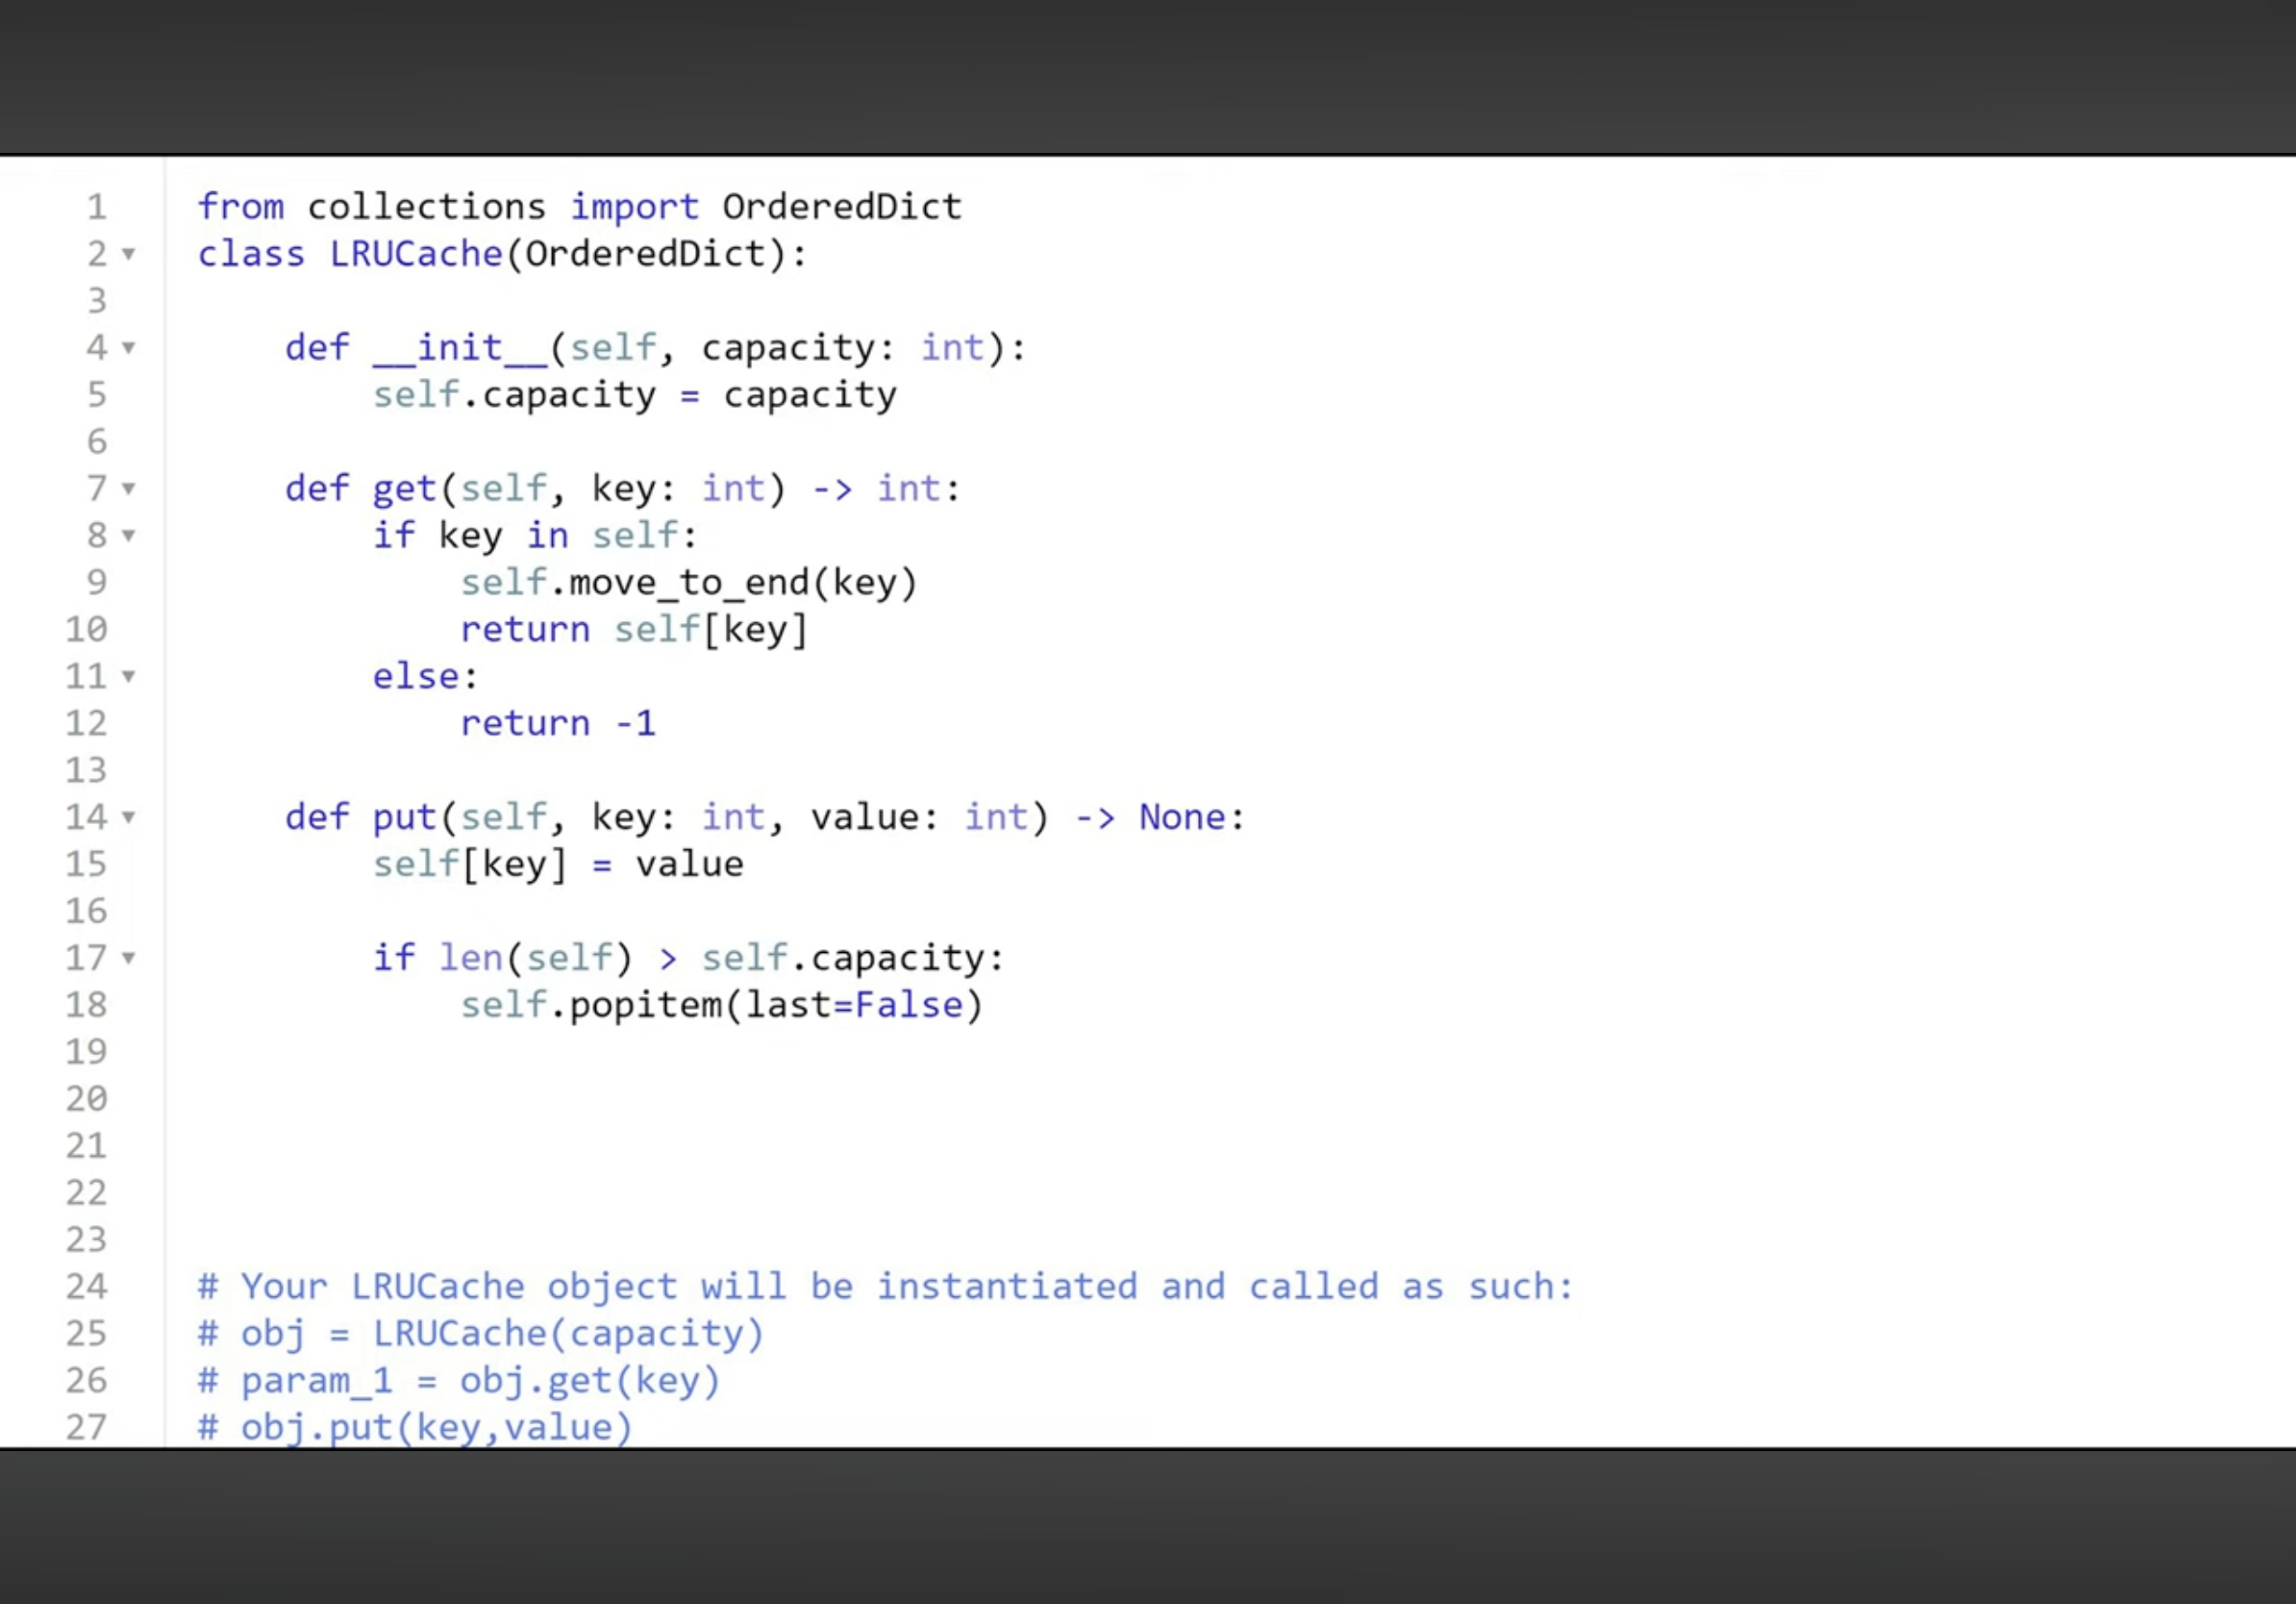 1 from collections import OrderedDict
2 class LRUCache(OrderedDict):
3
4     def __init__(self, capacity: int):
5         self.capacity = capacity
6
7     def get(self, key: int) -> int:
8         if key in self:
9             self.move_to_end(key)
10             return self[key]
11         else:
12             return -1
13
14     def put(self, key: int, value: int) -> None:
15         self[key] = value
16
17         if len(self) > self.capacity:
18             self.popitem(last=False)
19
20
21
22
23
24 # Your LRUCache object will be instantiated and called as such:
25 # obj = LRUCache(capacity)
26 # param_1 = obj.get(key)
27 # obj.put(key,value)